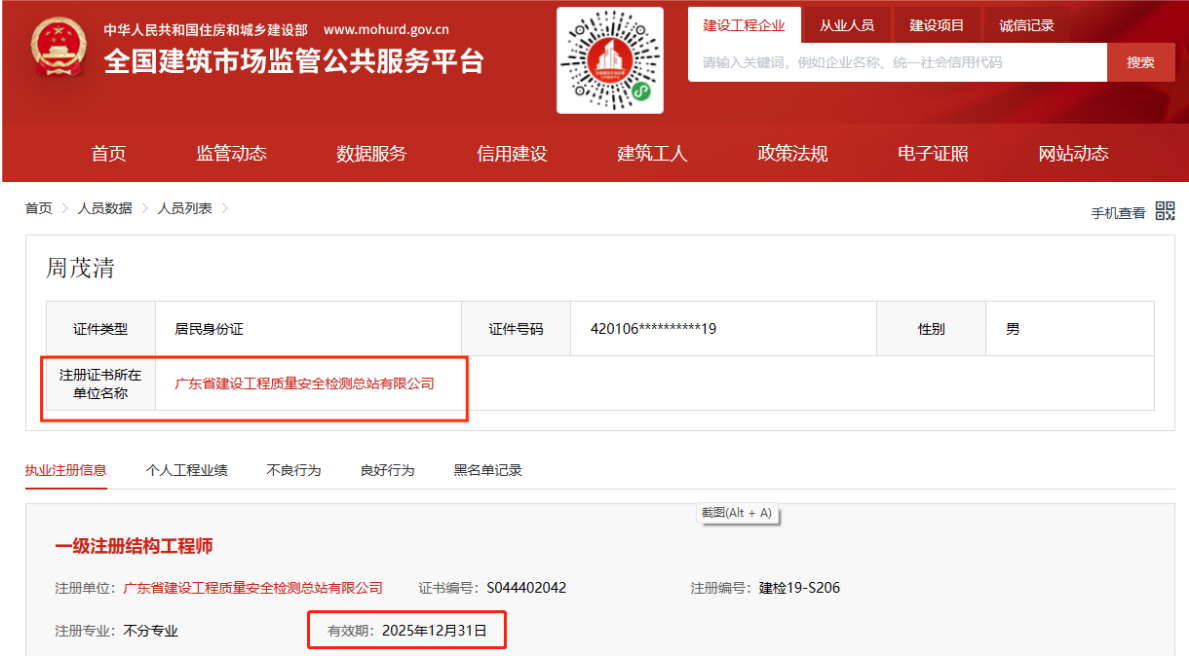 中华人民共和国住房和城乡建设部 www.mohurd.gov.cn
全国建筑市场监管公共服务平台
建设工程企业 从业人员 建设项目 诚信记录
请输入关键词，例如企业名称、统一社会信用代码 搜索
首页 监管动态 数据服务 信用建设 建筑工人 政策法规 电子证照 网站动态
首页 > 人员数据 > 人员列表 >
手机查看
周茂清
证件类型 居民身份证 证件号码 420106**********19 性别 男
注册证书所在
单位名称
广东省建设工程质量安全检测总站有限公司
执业注册信息 个人工程业绩 不良行为 良好行为 黑名单记录
截图(Alt + A)
一级注册结构工程师
注册单位：广东省建设工程质量安全检测总站有限公司 证书编号：S044402042 注册编号：建检19-S206
注册专业：不分专业 有效期：2025年12月31日